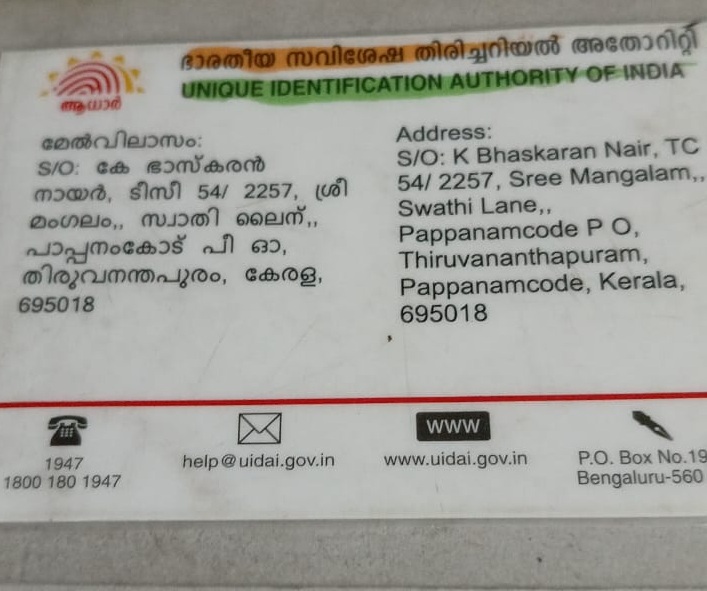 ഭാരതീയ സവിശേഷ തിരിച്ചറിയൽ അതോറിറ്റി
UNIQUE IDENTIFICATION AUTHORITY OF INDIA
ആധാർ
മേൽവിലാസം:
S/O: കേ ഭാസ്കരൻ
നായർ, ടിസീ 54/ 2257, ശ്രീ
മംഗലം,, സ്വാതി ലൈന്,,
പാപ്പനംകോട് പീ ഓ,
തിരുവനന്തപുരം, കേരള,
695018
Address:
S/O: K Bhaskaran Nair, TC
54/ 2257, Sree Mangalam,,
Swathi Lane,,
Pappanamcode P O,
Thiruvananthapuram,
Pappanamcode, Kerala,
695018
1947
1800 180 1947
help@uidai.gov.in
www
www.uidai.gov.in
P.O. Box No.19
Bengaluru-560